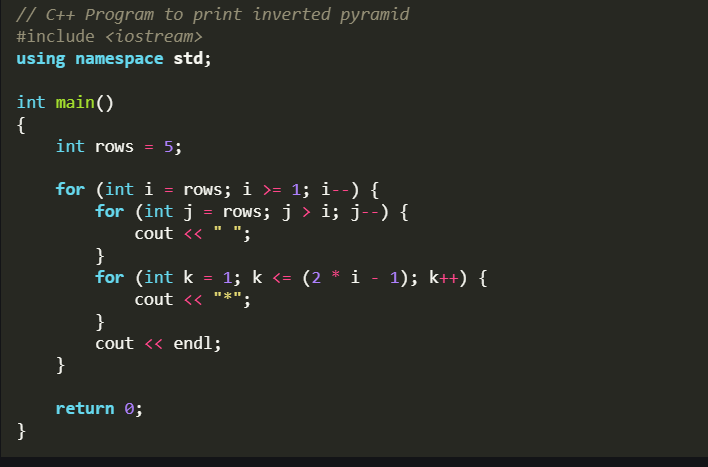 // C++ Program to print inverted pyramid
#include <iostream>
using namespace std;

int main()
{
    int rows = 5;

    for (int i = rows; i >= 1; i--) {
        for (int j = rows; j > i; j--) {
            cout << " ";
        }
        for (int k = 1; k <= (2 * i - 1); k++) {
            cout << "*";
        }
        cout << endl;
    }

    return 0;
}